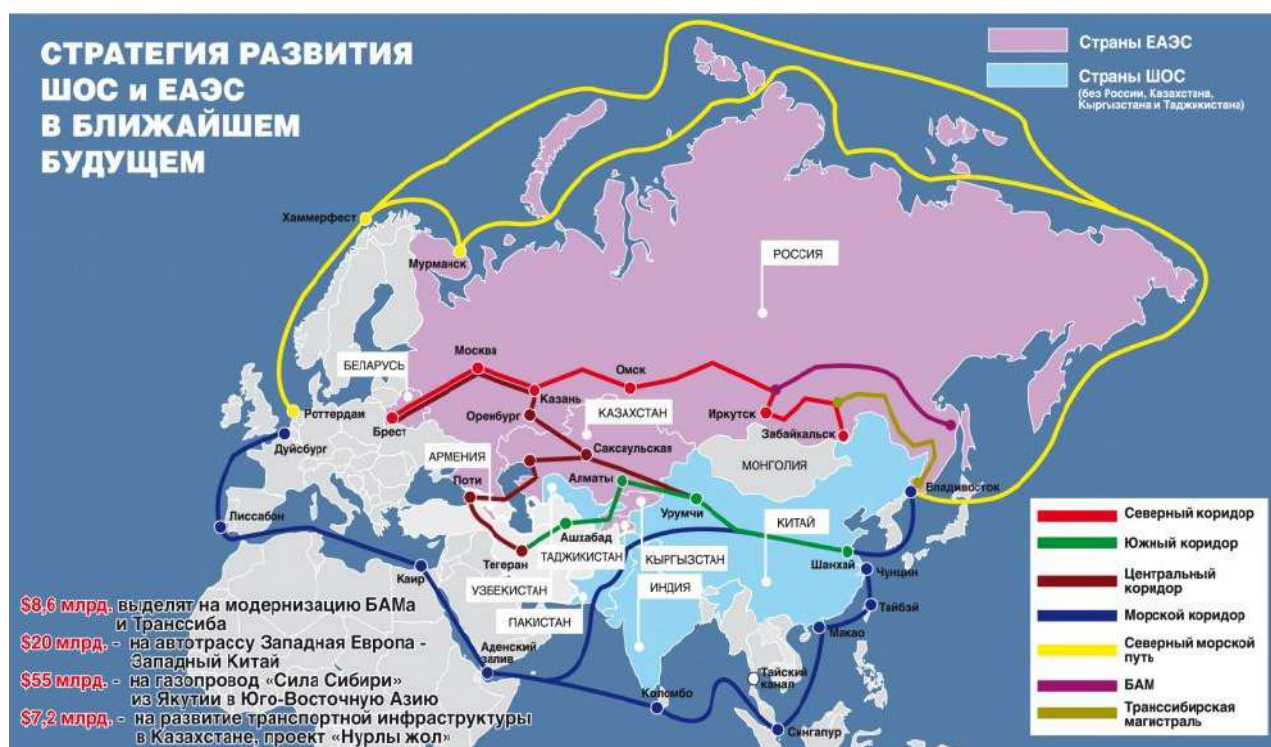 СТРАТЕГИЯ РАЗВИТИЯ
ШОС и ЕАЭС
В БЛИЖАЙШЕМ
БУДУЩЕМ
Страны ЕАЭС
Страны ШОС
(без России, Казахстана,
Кыргызстана и Таджикистана)
Хаммерфест
Мурманск
РОССИЯ
Москва
БЕЛАРУСЬ
Омск
Роттердам
Казань
Брест
Оренбург
КАЗАХСТАН
Иркутск
Забайкальск
Дуйсбург
АРМЕНИЯ
Саксаульская
МОНГОЛИЯ
Поти
Алматы
Урумчи
Владивосток
Лиссабон
КИТАЙ
Ашхабад
Тегеран
ТАДЖИКИСТАН
КЫРГЫЗСТАН
Шанхай
Чунцин
Каир
УЗБЕКИСТАН
ИНДИЯ
Тайбэй
ПАКИСТАН
Макао
Аденский
залив
Тайский
канал
Коломбо
Сингапур
$8,6 млрд. выделят на модернизацию БАМа
и Транссиба
$20 млрд. - на автотрассу Западная Европа -
Западный Китай
$55 млрд. - на газопровод «Сила Сибири»
из Якутии в Юго-Восточную Азию
$7,2 млрд. - на развитие транспортной инфраструктуры
в Казахстане, проект «Нурлы жол»
Северный коридор
Южный коридор
Центральный
коридор
Морской коридор
Северный морской
путь
БАМ
Транссибирская
магистраль